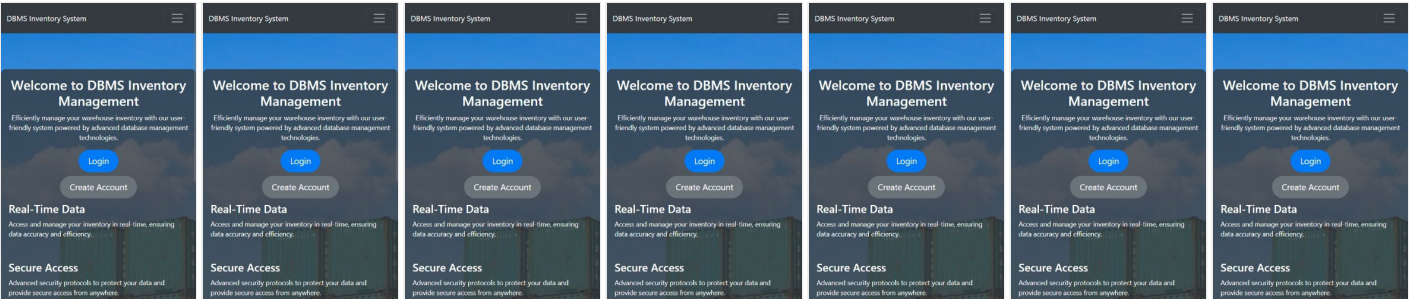 DBMS Inventory System
Welcome to DBMS Inventory
Management
Efficiently manage your warehouse inventory with our user-
friendly system powered by advanced database management
technologies.
Login
Create Account
Real-Time Data
Access and manage your inventory in real-time, ensuring
data accuracy and efficiency.
Secure Access
Advanced security protocols to protect your data and
provide secure access from anywhere.
DBMS Inventory System
Welcome to DBMS Inventory
Management
Efficiently manage your warehouse inventory with our user-
friendly system powered by advanced database management
technologies.
Login
Create Account
Real-Time Data
Access and manage your inventory in real-time, ensuring
data accuracy and efficiency.
Secure Access
Advanced security protocols to protect your data and
provide secure access from anywhere.
DBMS Inventory System
Welcome to DBMS Inventory
Management
Efficiently manage your warehouse inventory with our user-
friendly system powered by advanced database management
technologies.
Login
Create Account
Real-Time Data
Access and manage your inventory in real-time, ensuring
data accuracy and efficiency.
Secure Access
Advanced security protocols to protect your data and
provide secure access from anywhere.
DBMS Inventory System
Welcome to DBMS Inventory
Management
Efficiently manage your warehouse inventory with our user-
friendly system powered by advanced database management
technologies.
Login
Create Account
Real-Time Data
Access and manage your inventory in real-time, ensuring
data accuracy and efficiency.
Secure Access
Advanced security protocols to protect your data and
provide secure access from anywhere.
DBMS Inventory System
Welcome to DBMS Inventory
Management
Efficiently manage your warehouse inventory with our user-
friendly system powered by advanced database management
technologies.
Login
Create Account
Real-Time Data
Access and manage your inventory in real-time, ensuring
data accuracy and efficiency.
Secure Access
Advanced security protocols to protect your data and
provide secure access from anywhere.
DBMS Inventory System
Welcome to DBMS Inventory
Management
Efficiently manage your warehouse inventory with our user-
friendly system powered by advanced database management
technologies.
Login
Create Account
Real-Time Data
Access and manage your inventory in real-time, ensuring
data accuracy and efficiency.
Secure Access
Advanced security protocols to protect your data and
provide secure access from anywhere.
DBMS Inventory System
Welcome to DBMS Inventory
Management
Efficiently manage your warehouse inventory with our user-
friendly system powered by advanced database management
technologies.
Login
Create Account
Real-Time Data
Access and manage your inventory in real-time, ensuring
data accuracy and efficiency.
Secure Access
Advanced security protocols to protect your data and
provide secure access from anywhere.